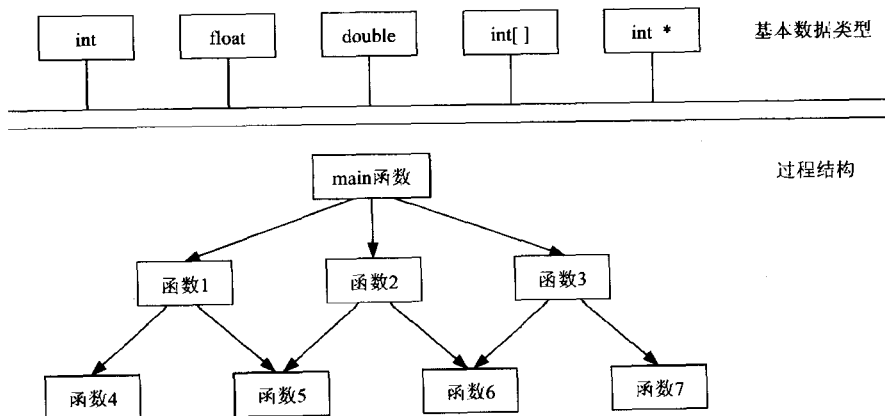 int float double int[ ] int * 基本数据类型
过程结构
main函数
函数1 函数2 函数3
函数4 函数5 函数6 函数7